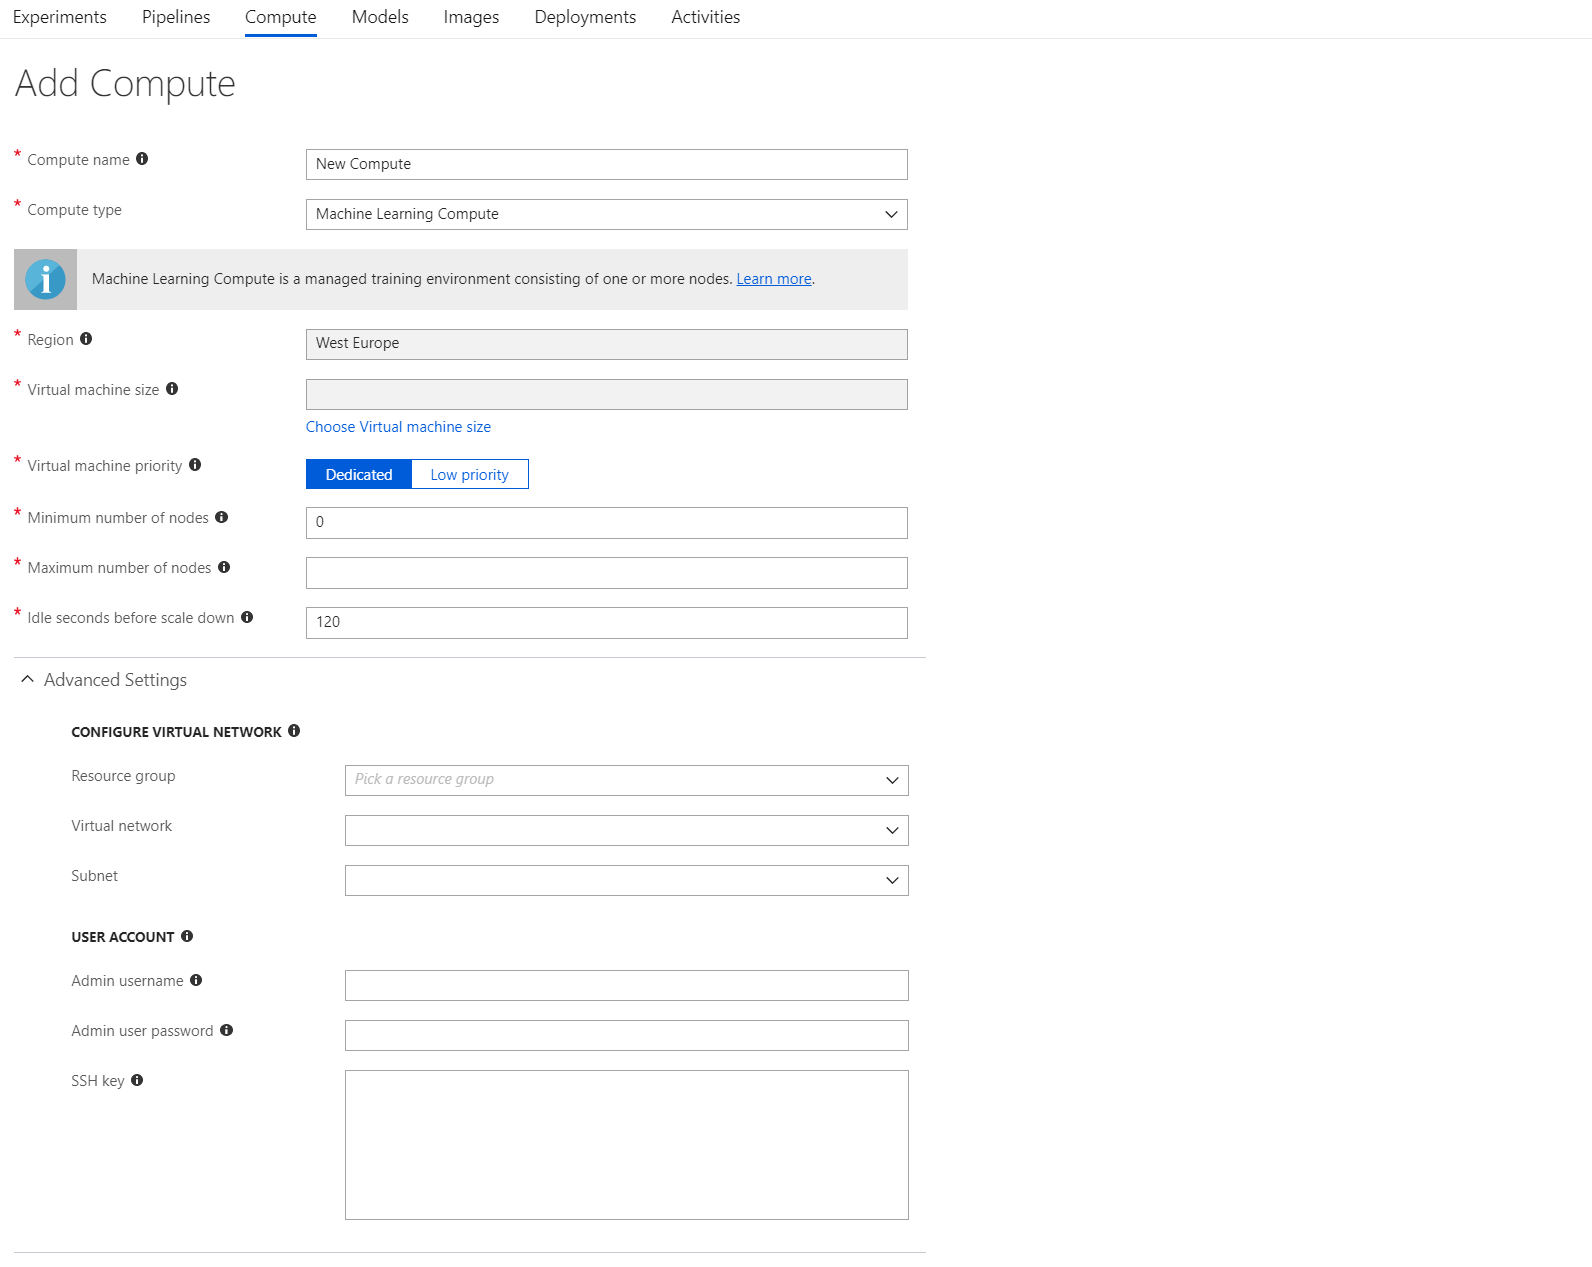 Experiments Pipelines Compute Models Images Deployments Activities
Add Compute
* Compute name New Compute
* Compute type Machine Learning Compute
Machine Learning Compute is a managed training environment consisting of one or more nodes. Learn more.
* Region West Europe
* Virtual machine size
Choose Virtual machine size
* Virtual machine priority Dedicated Low priority
* Minimum number of nodes 0
* Maximum number of nodes
* Idle seconds before scale down 120
Advanced Settings
CONFIGURE VIRTUAL NETWORK
Resource group Pick a resource group
Virtual network
Subnet
USER ACCOUNT
Admin username
Admin user password
SSH key